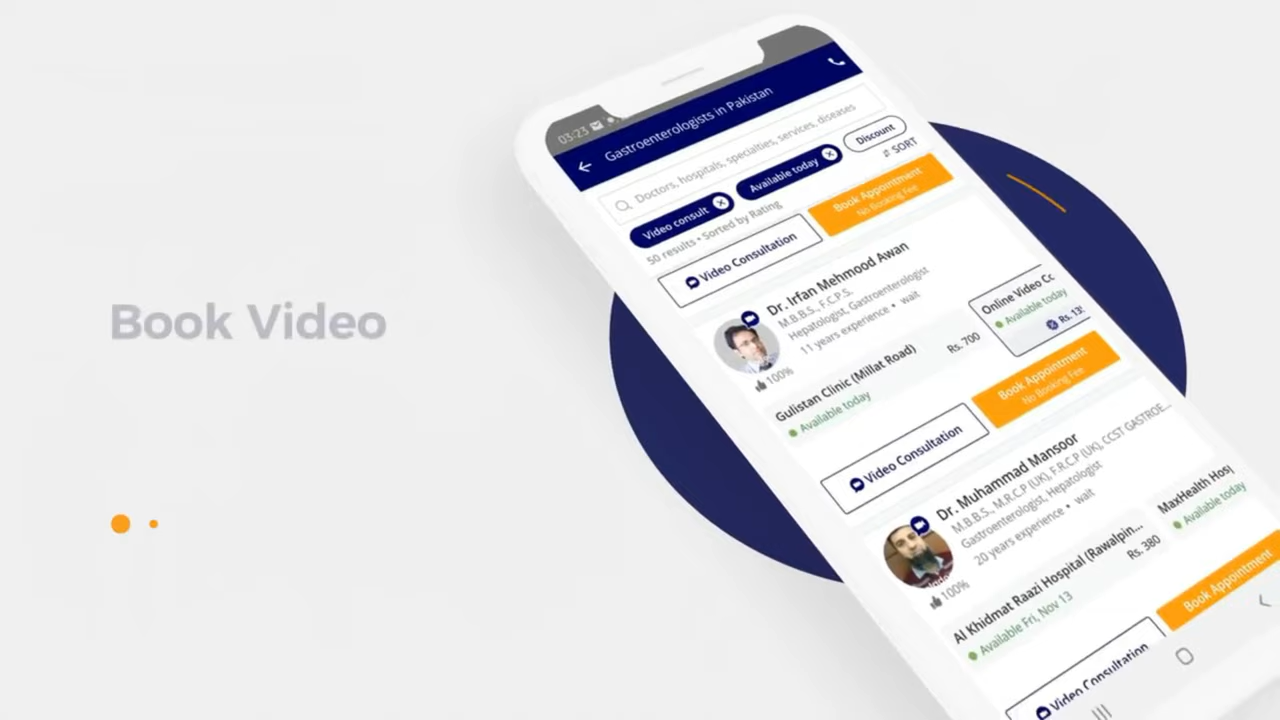 Book Video
03:23
Gastroenterologists in Pakistan
Doctors, hospitals, specialties, services, diseases
Video consult
Available today
Discount
50 results • Sorted by Rating
SORT
Video Consultation
Book Appointment
No Booking Fee
Dr. Irfan Mehmood Awan
M.B.B.S., F.C.P.S.
Hepatologist, Gastroenterologist
11 years experience • wait
100%
Gulistan Clinic (Millat Road)
Rs. 700
Available today
Online Video Co
Available today
Rs. 13
Video Consultation
Book Appointment
No Booking Fee
Dr. Muhammad Mansoor
M.B.B.S., M.R.C.P (UK), F.R.C.P (UK), CCST GASTROE...
Gastroenterologist, Hepatologist
20 years experience • wait
100%
Al Khidmat Raazi Hospital (Rawalpin...
Rs. 380
Available Fri, Nov 13
MaxHealth Hosp
Available today
Video Consultation
Book Appointment